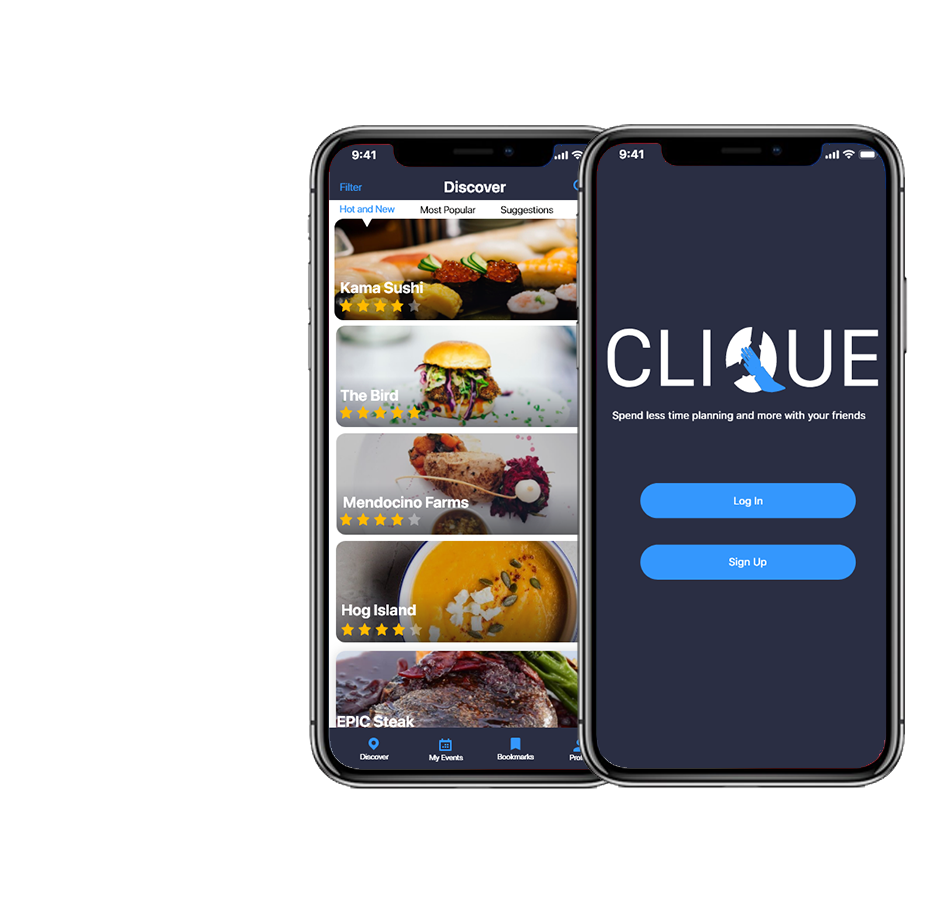 9:41
Filter
Discover
Hot and New
Most Popular
Suggestions
Kama Sushi
The Bird
Mendocino Farms
Hog Island
EPIC Steak
Discover
My Events
Bookmarks
9:41
CLIQUE
Spend less time planning and more with your friends
Log In
Sign Up